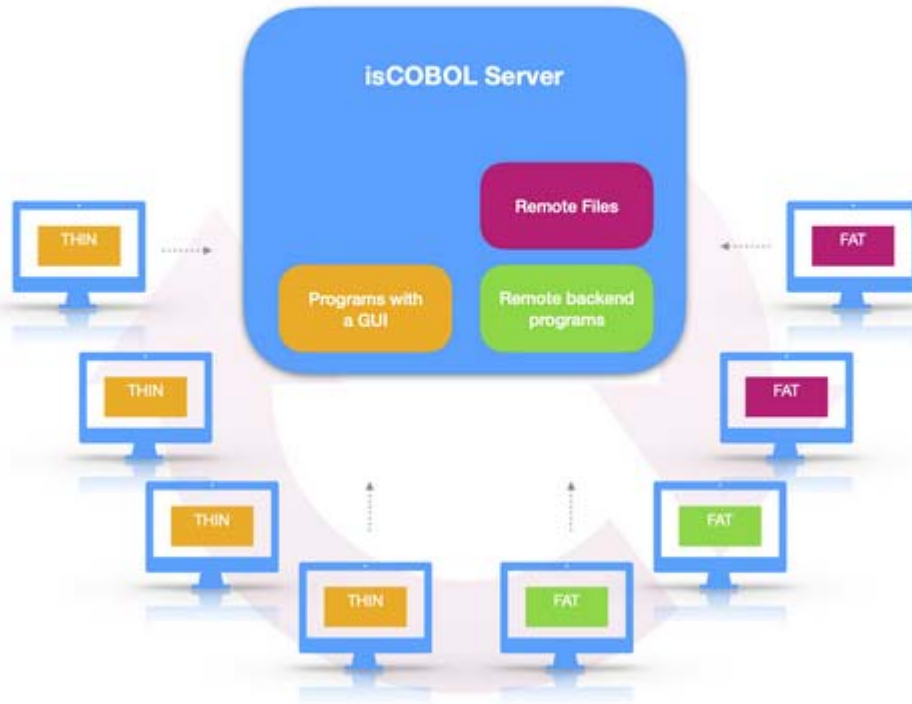 isCOBOL Server
Remote Files
Programs with
a GUI
Remote backend
programs
THIN
FAT
THIN
FAT
THIN
FAT
THIN
FAT